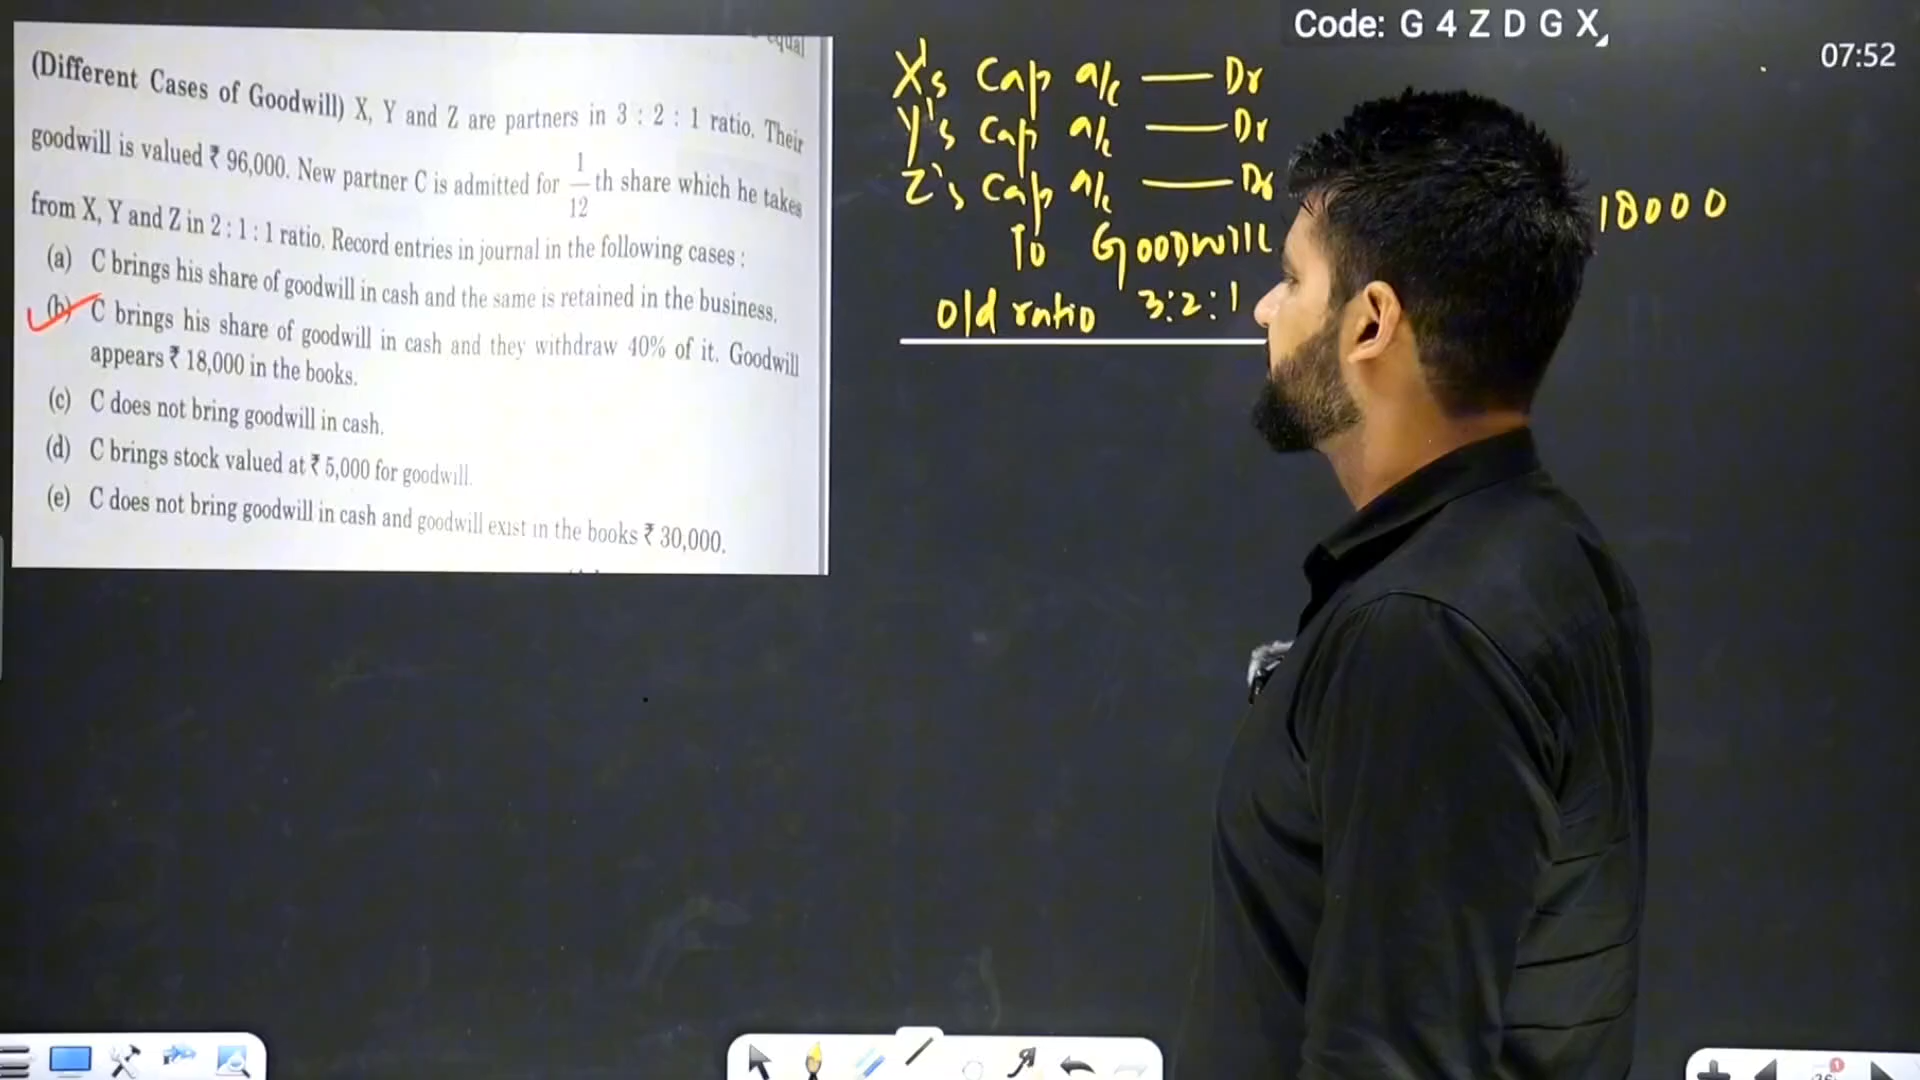 Code: G 4 Z D G X
07:52
equal
(Different Cases of Goodwill) X, Y and Z are partners in 3 : 2 : 1 ratio. Their
goodwill is valued ₹ 96,000. New partner C is admitted for 1/12 th share which he takes
from X, Y and Z in 2 : 1 : 1 ratio. Record entries in journal in the following cases :
(a) C brings his share of goodwill in cash and the same is retained in the business.
(b) C brings his share of goodwill in cash and they withdraw 40% of it. Goodwill
appears ₹ 18,000 in the books.
(c) C does not bring goodwill in cash.
(d) C brings stock valued at ₹ 5,000 for goodwill.
(e) C does not bring goodwill in cash and goodwill exist in the books ₹ 30,000.
X's Cap a/c — Dr
Y's Cap a/c — Dr
Z's Cap a/c — Dr
To Goodwill
18000
Old ratio 3:2:1